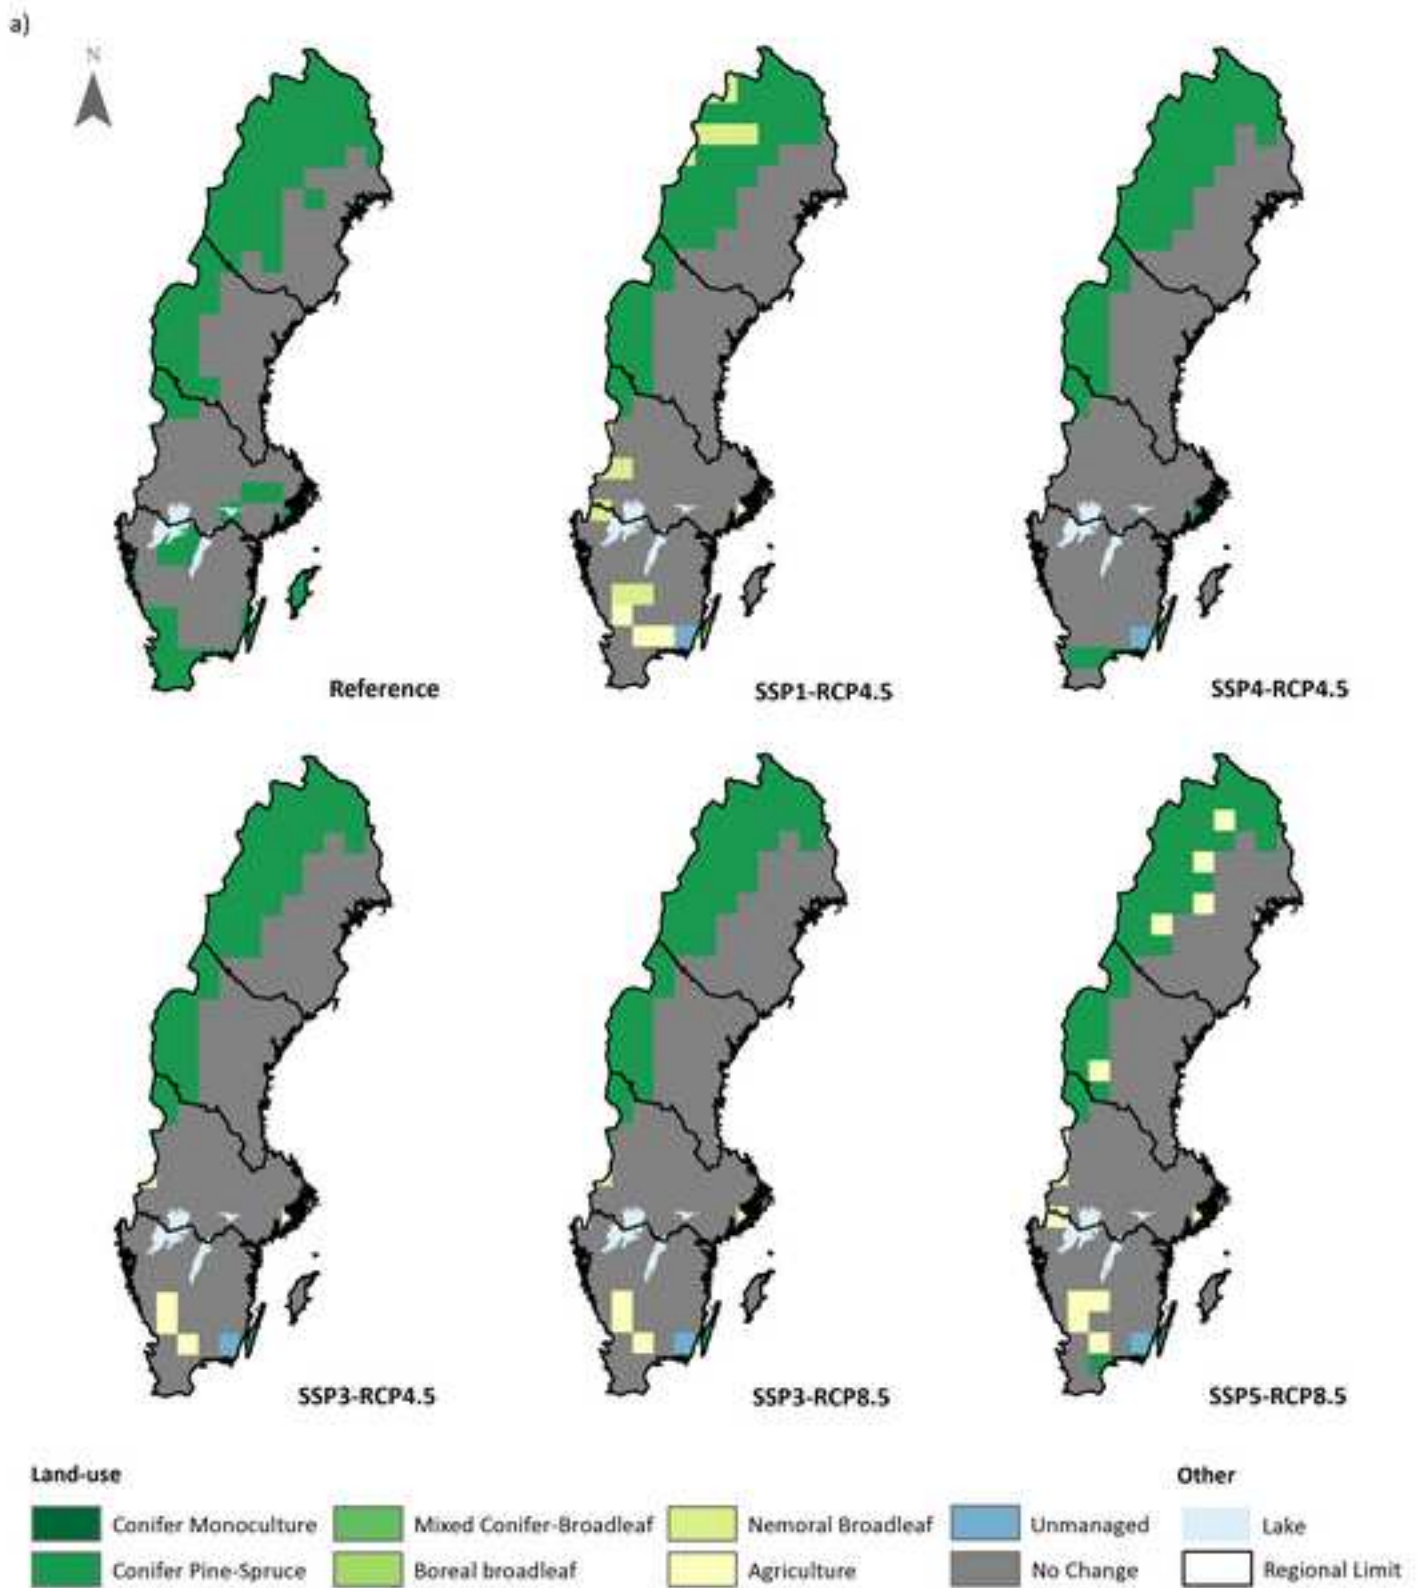 a)
N
Reference
SSP1-RCP4.5
SSP4-RCP4.5
SSP3-RCP4.5
SSP3-RCP8.5
SSP5-RCP8.5
Land-use
Other
Conifer Monoculture
Mixed Conifer-Broadleaf
Nemoral Broadleaf
Unmanaged
Lake
Conifer Pine-Spruce
Boreal broadleaf
Agriculture
No Change
Regional Limit